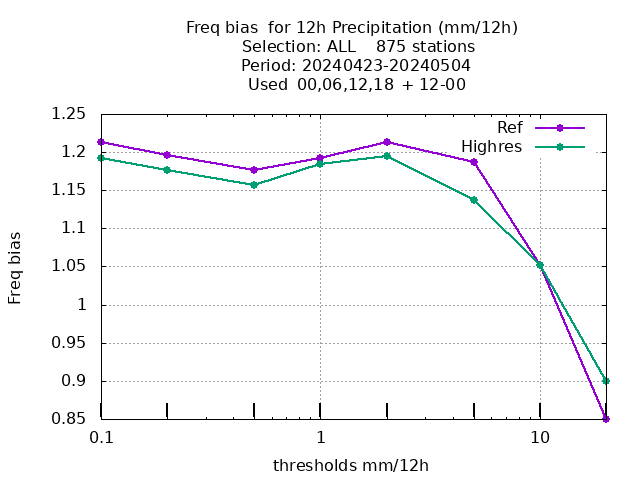 Freq bias  for 12h Precipitation (mm/12h)
Selection: ALL    875 stations
Period: 20240423-20240504
Used 00,06,12,18 + 12-00
1.25
1.2
1.15
1.1
1.05
1
0.95
0.9
0.85
Freq bias
Ref
Highres
0.1
1
10
thresholds mm/12h